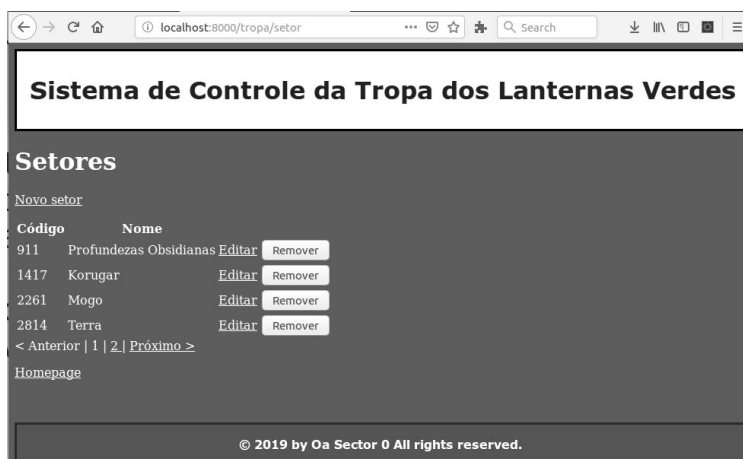 localhost:8000/tropa/setor
Search
Sistema de Controle da Tropa dos Lanternas Verdes
Setores
Novo setor
Código Nome
911 Profundezas Obsidianas Editar Remover
1417 Korugar Editar Remover
2261 Mogo Editar Remover
2814 Terra Editar Remover
< Anterior | 1 | 2 | Próximo >
Homepage
© 2019 by Oa Sector 0 All rights reserved.